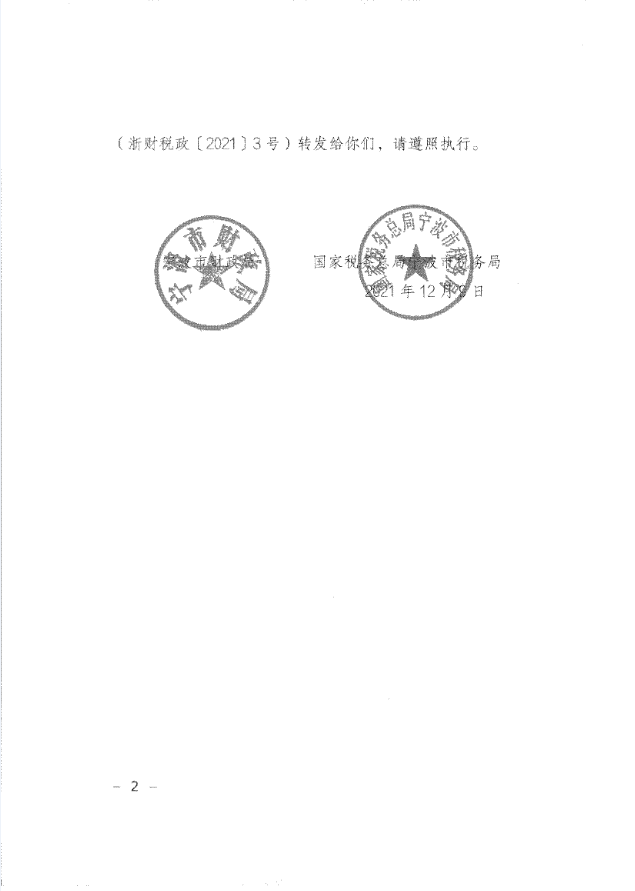 （浙财税政〔2021〕3号）转发给你们，请遵照执行。
宁波市财政局
国家税务总局宁波市税务局
宁波市财政局 国家税务总局宁波市税务局
2021年12月9日
- 2 -